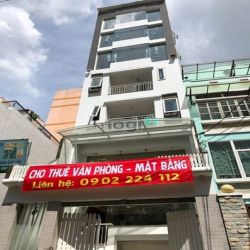 CHO THUÊ VĂN PHÒNG - MẶT BẰNG
Liên hệ: 0902 224 112